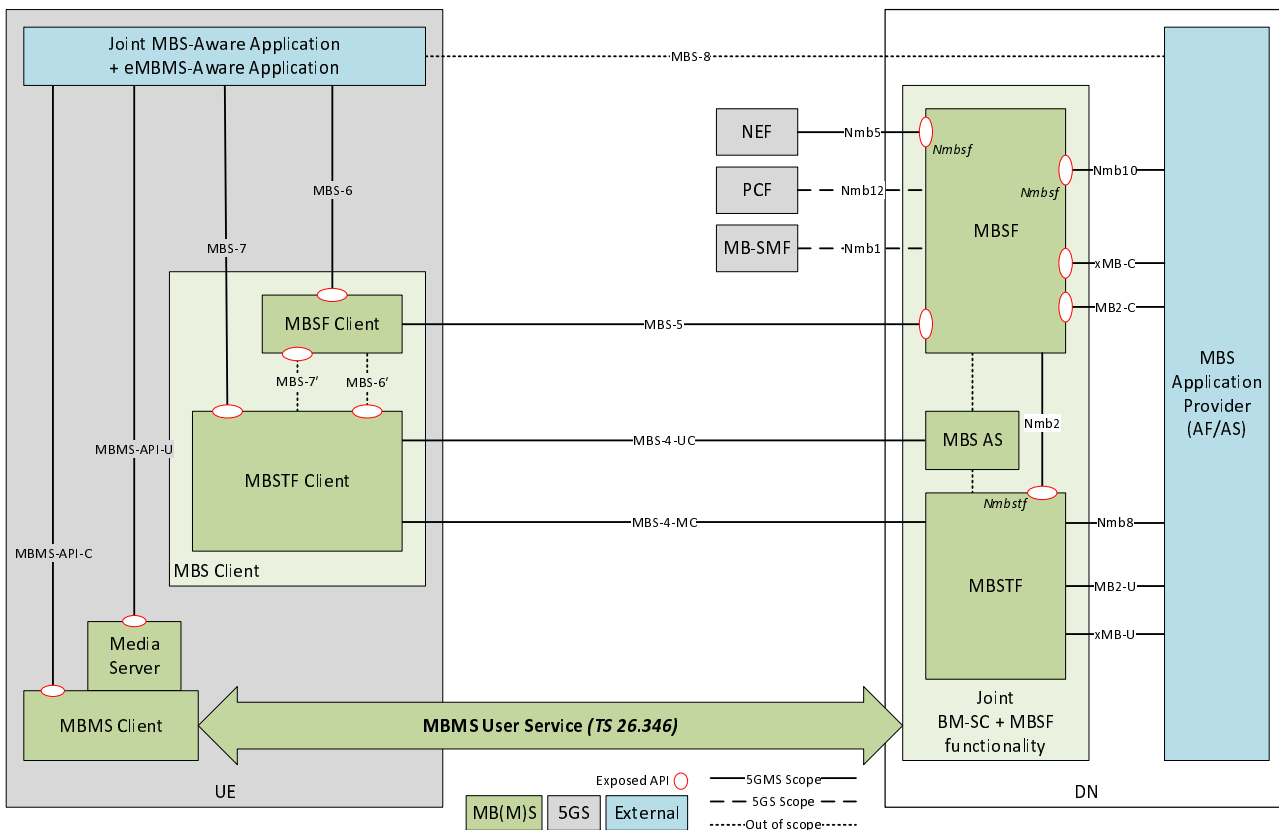 Joint MBS-Aware Application
+ eMBMS-Aware Application
MBS-8
NEF
Nmb5
Nmbsf
PCF
Nmb12
MB-SMF
Nmb1
MBSF
Nmbsf
Nmb10
xMB-C
MB2-C
MBS-6
MBS-7
MBSF Client
MBS-5
MBS-7'
MBS-6'
MBS
Application
Provider
(AF/AS)
MBS-4-UC
MBS AS
Nmb2
MBMS-API-U
MBSTF Client
MBS-4-MC
Nmbstf
Nmb8
MBMS-API-C
MBS Client
MBSTF
MB2-U
xMB-U
Media
Server
MBMS Client
MBMS User Service (TS 26.346)
Joint
BM-SC + MBSF
functionality
UE
DN
Exposed API
MB(M)S
5GS
External
5GMS Scope
5GS Scope
Out of scope